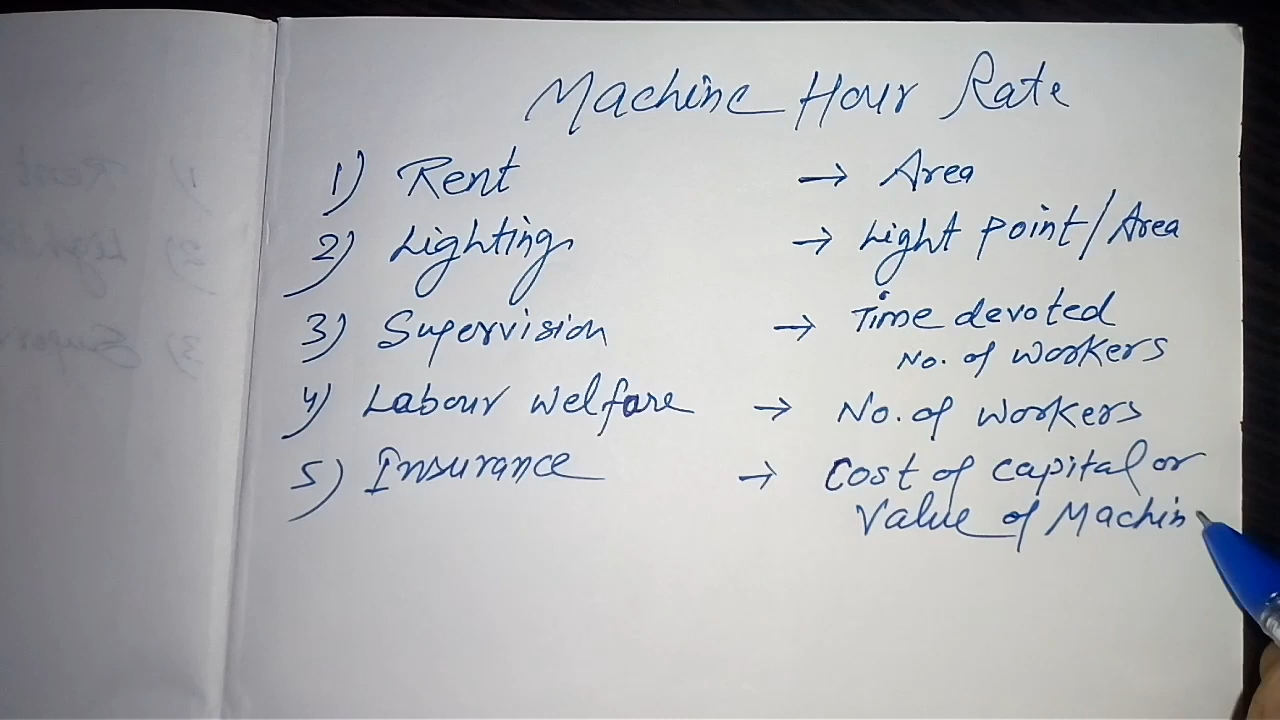 Machine Hour Rate
1) Rent → Area
2) Lighting → Light point/Area
3) Supervision → Time devoted
No. of workers
4) Labour welfare → No. of workers
5) Insurance → Cost of capital or
Value of Machin